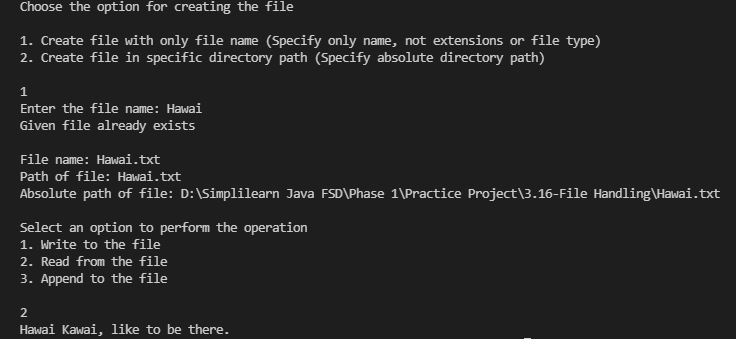 Choose the option for creating the file
1. Create file with only file name (Specify only name, not extensions or file type)
2. Create file in specific directory path (Specify absolute directory path)
1
Enter the file name: Hawai
Given file already exists
File name: Hawai.txt
Path of file: Hawai.txt
Absolute path of file: D:\Simplilearn Java FSD\Phase 1\Practice Project\3.16-File Handling\Hawai.txt
Select an option to perform the operation
1. Write to the file
2. Read from the file
3. Append to the file
2
Hawai Kawai, like to be there.